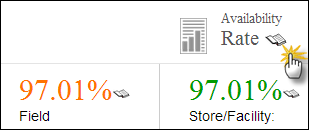 Availability
Rate
97.01% 97.01%
Field Store/Facility: